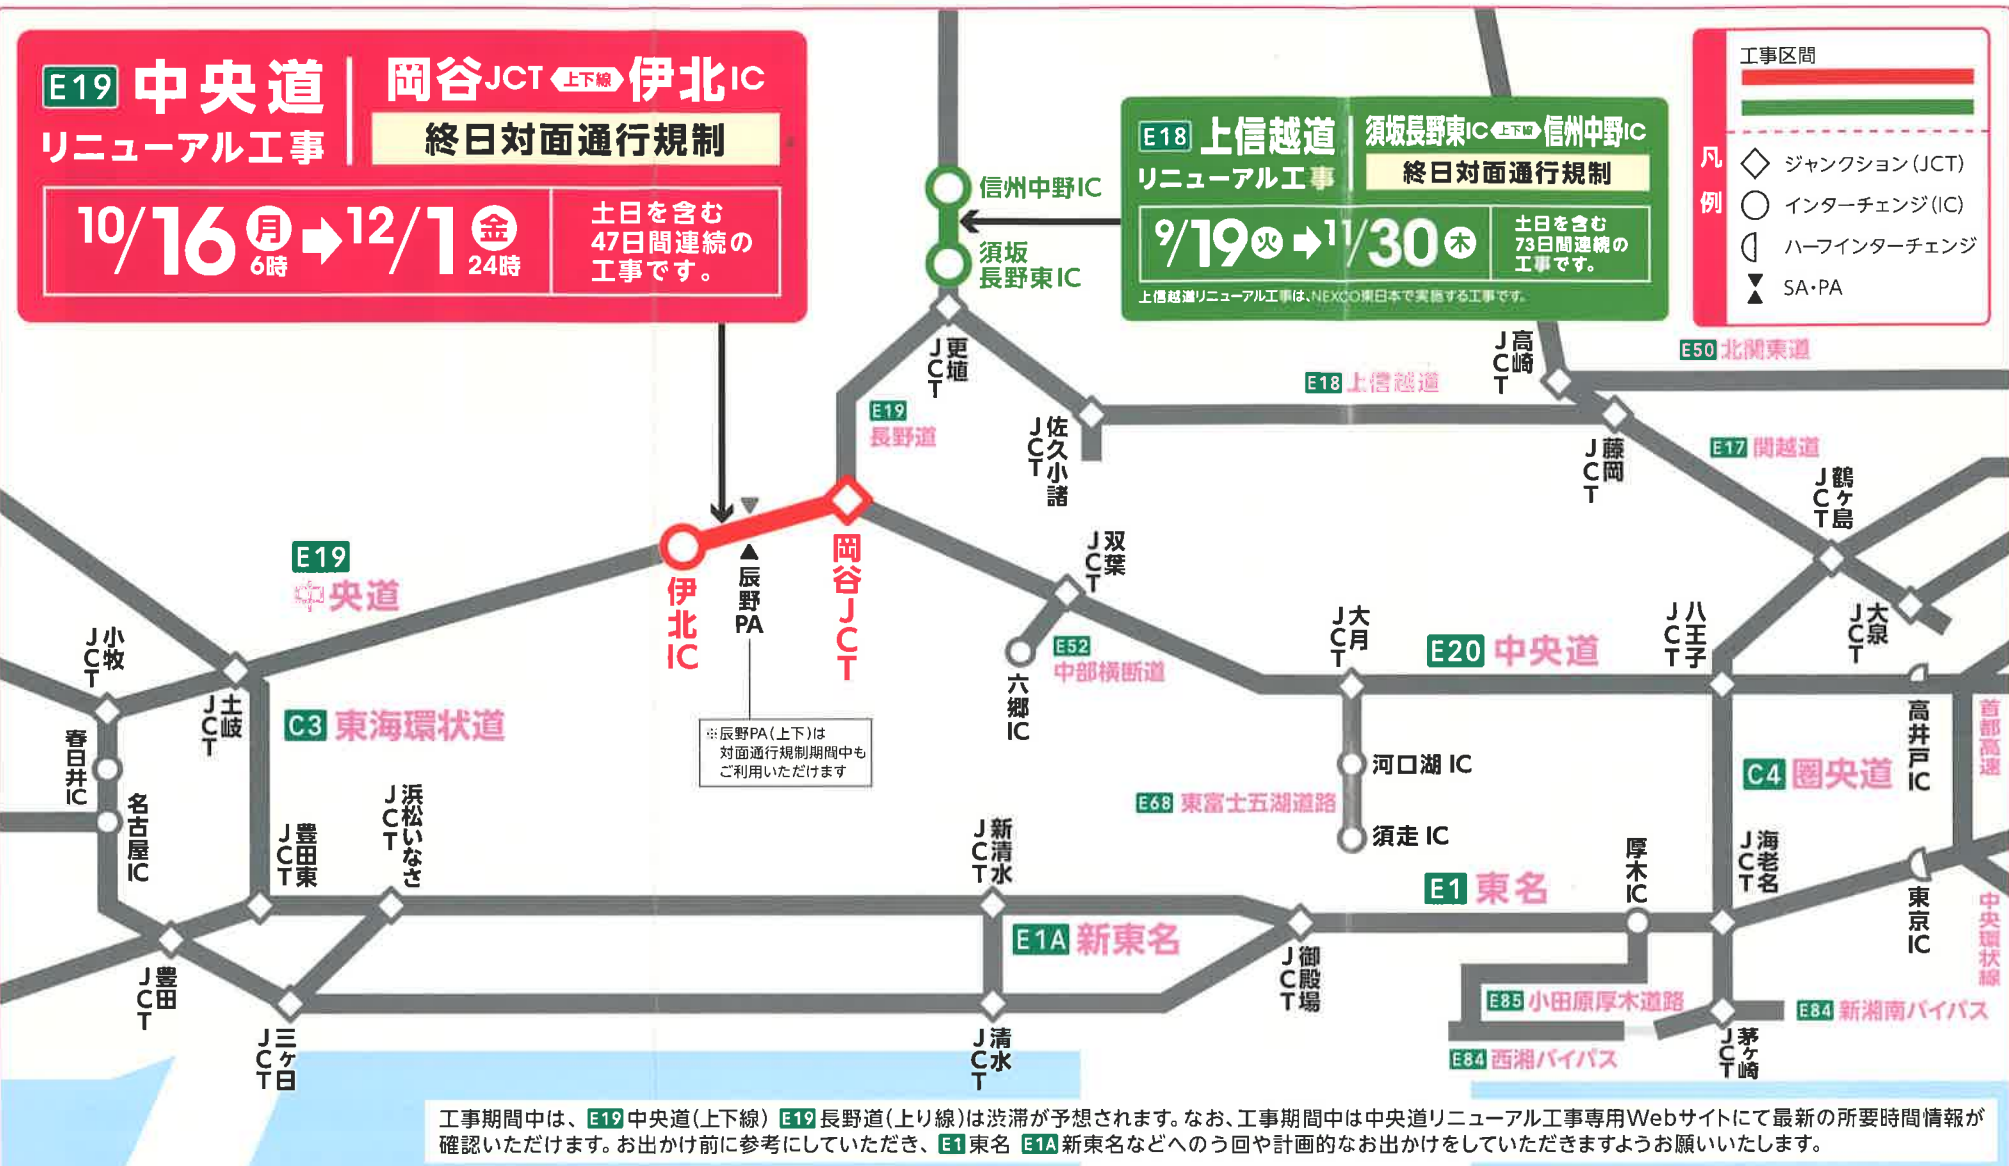 E19 中央道
リニューアル工事
岡谷JCT 上下線 伊北IC
終日対面通行規制
10/16月6時→12/1金24時
土日を含む
47日間連続の
工事です。
E18 上信越道
リニューアル工事
須坂長野東IC 上下線 信州中野IC
終日対面通行規制
9/19火→11/30木
土日を含む
73日間連続の
工事です。
上信越道リニューアル工事は、NEXCO東日本で実施する工事です。
凡例
工事区間
ジャンクション(JCT)
インターチェンジ(IC)
ハーフインターチェンジ
SA・PA
信州中野IC
須坂
長野東IC
更埴JCT
E19
長野道
佐久小諸JCT
E18 上信越道
高崎JCT
E50 北関東道
藤岡JCT
E17 関越道
鶴ヶ島JCT
大泉JCT
E19
中央道
伊北IC
辰野PA
岡谷JCT
※辰野PA(上下)は
対面通行規制期間中も
ご利用いただけます
双葉JCT
E52
中部横断道
六郷IC
大月JCT
E20 中央道
八王子JCT
高井戸IC
首都高速
小牧JCT
土岐JCT
C3 東海環状道
春日井IC
名古屋IC
豊田東JCT
浜松いなさJCT
新清水JCT
河口湖IC
E68 東富士五湖道路
須走IC
C4 圏央道
厚木IC
海老名JCT
東京IC
中央環状線
E1 東名
E1A 新東名
御殿場JCT
豊田JCT
三ヶ日JCT
清水JCT
E85 小田原厚木道路
E84 西湘バイパス
茅ヶ崎JCT
E84 新湘南バイパス
工事期間中は、E19 中央道(上下線) E19 長野道(上り線)は渋滞が予想されます。なお、工事期間中は中央道リニューアル工事専用Webサイトにて最新の所要時間情報が
確認いただけます。お出かけ前に参考にしていただき、E1 東名 E1A 新東名などへのう回や計画的なお出かけをしていただきますようお願いいたします。